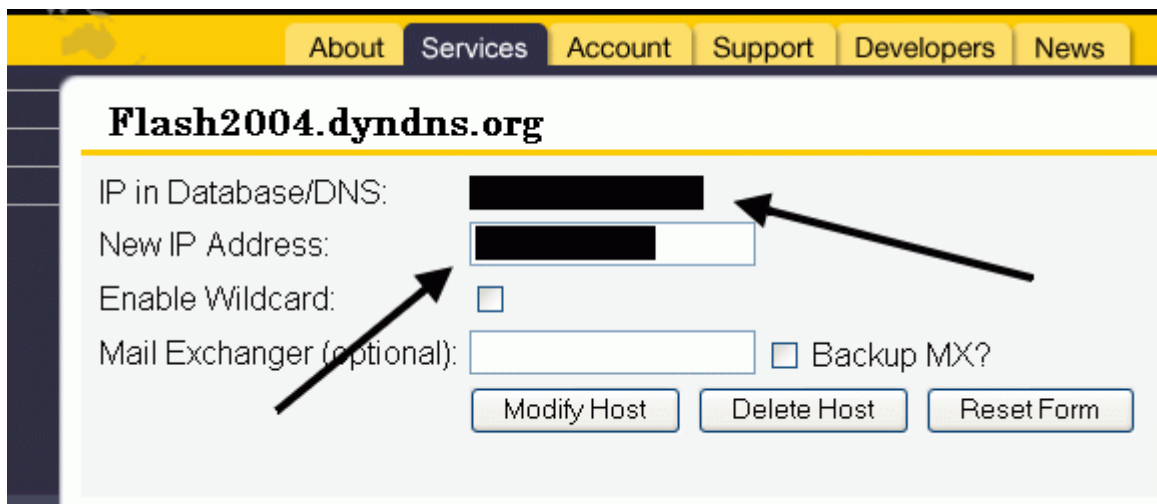 About Services Account Support Developers News
Flash2004.dyndns.org
IP in Database/DNS:
New IP Address:
Enable Wildcard:
Mail Exchanger (optional): Backup MX?
Modify Host Delete Host Reset Form